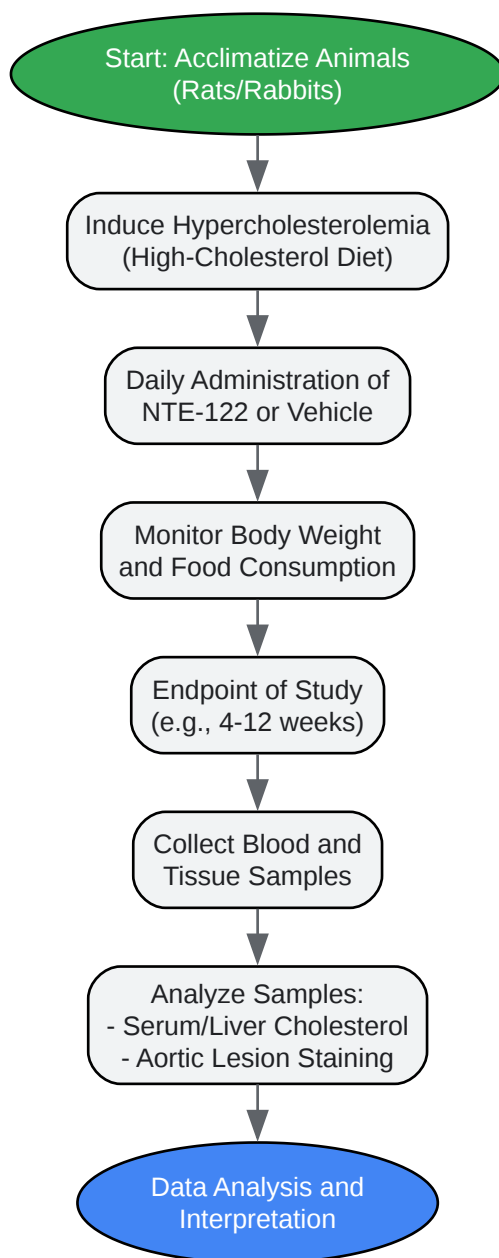 Start: Acclimatize Animals
(Rats/Rabbits)
Induce Hypercholesterolemia
(High-Cholesterol Diet)
Daily Administration of
NTE-122 or Vehicle
Monitor Body Weight
and Food Consumption
Endpoint of Study
(e.g., 4-12 weeks)
Collect Blood and
Tissue Samples
Analyze Samples:
- Serum/Liver Cholesterol
- Aortic Lesion Staining
Data Analysis and
Interpretation